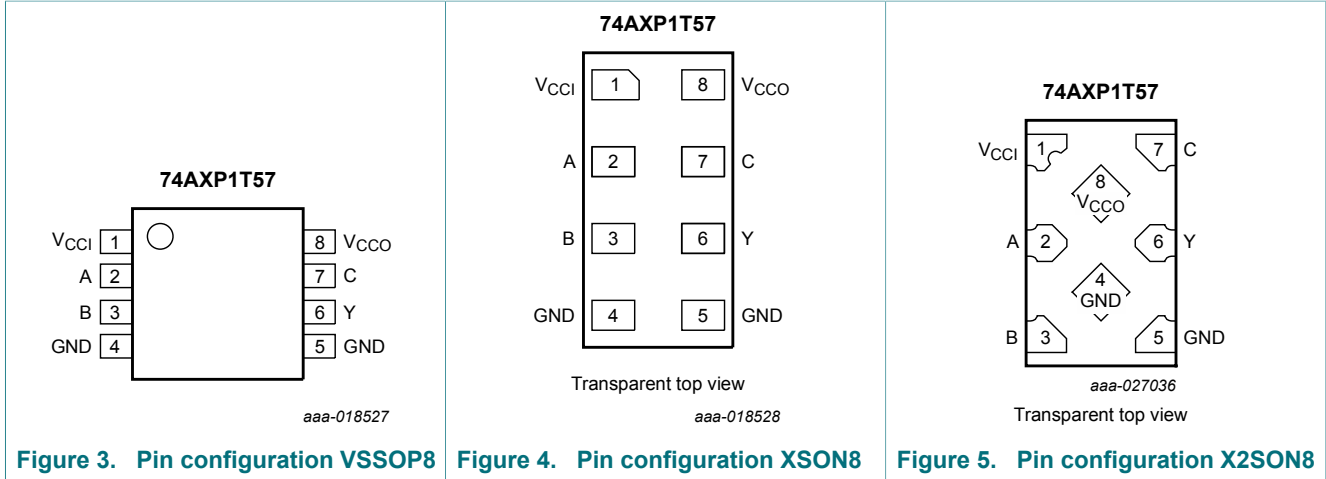 74AXP1T57
VCCI 1 8 VCCO
A 2 7 C
B 3 6 Y
GND 4 5 GND
aaa-018527
Figure 3. Pin configuration VSSOP8
74AXP1T57
VCCI 1 8 VCCO
A 2 7 C
B 3 6 Y
GND 4 5 GND
Transparent top view
aaa-018528
Figure 4. Pin configuration XSON8
74AXP1T57
VCCI 1 7 C
8
VCCO
A 2 6 Y
4
GND
B 3 5 GND
aaa-027036
Transparent top view
Figure 5. Pin configuration X2SON8